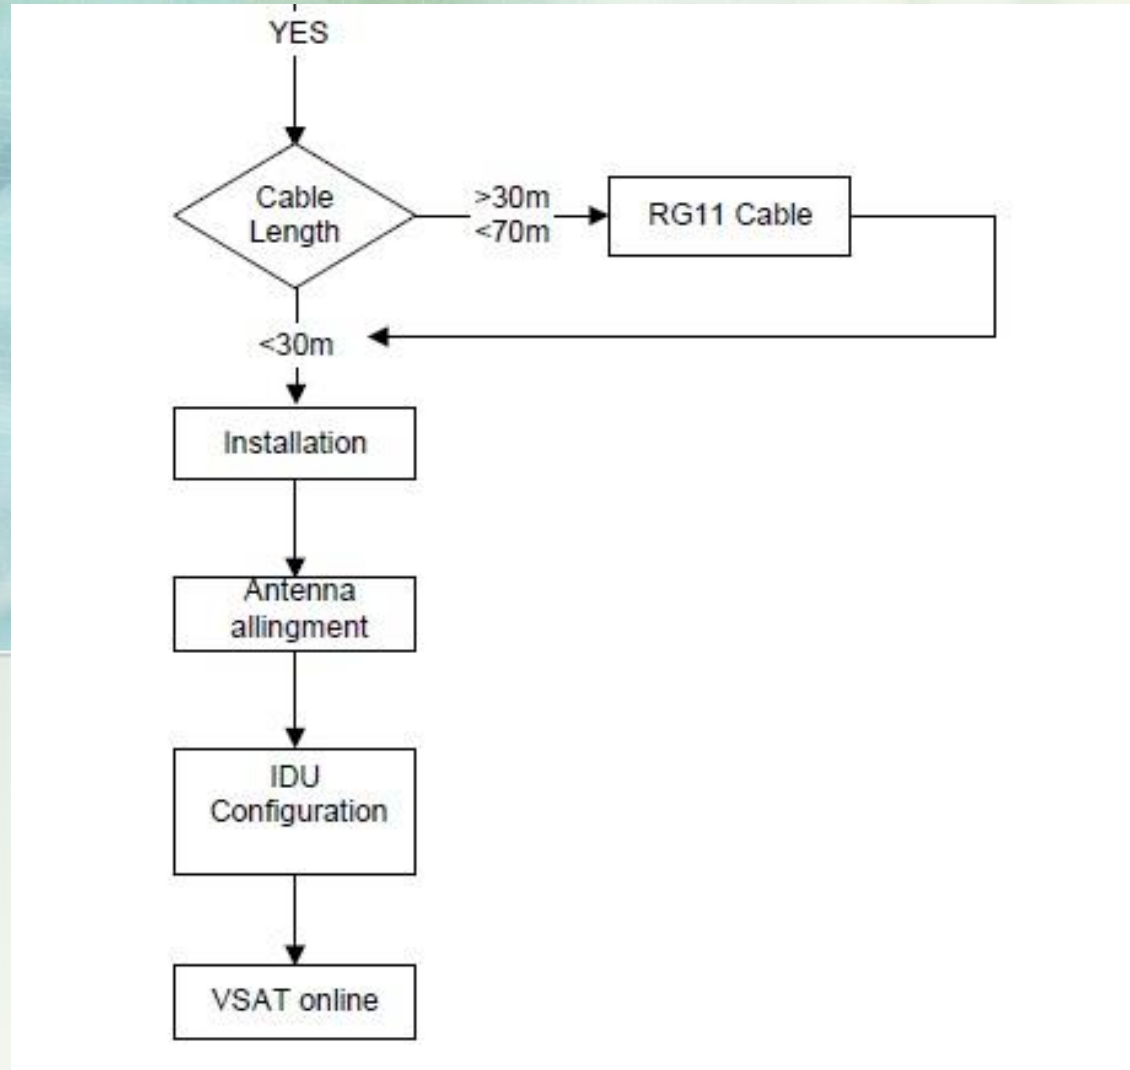 YES
Cable
Length
>30m
<70m
RG11 Cable
<30m
Installation
Antenna
allingment
IDU
Configuration
VSAT online